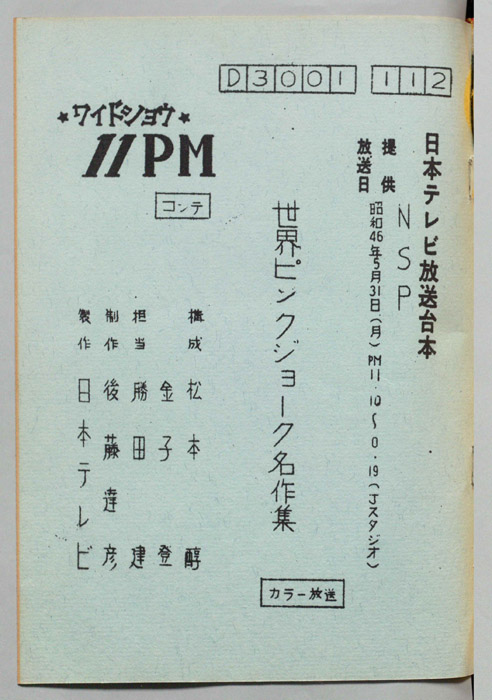 D3001 112
日本テレビ放送台本
提供 NSP
放送日 昭和46年5月31日(月)PM11.10〜0.19(Jスタジオ)
世界ピンクジョーク名作集
カラー放送
★ワイドショウ★
11PM
コンテ
構成 松本 醇
金子 登
担当 勝田 建
制作 後藤達彦
製作 日本テレビ